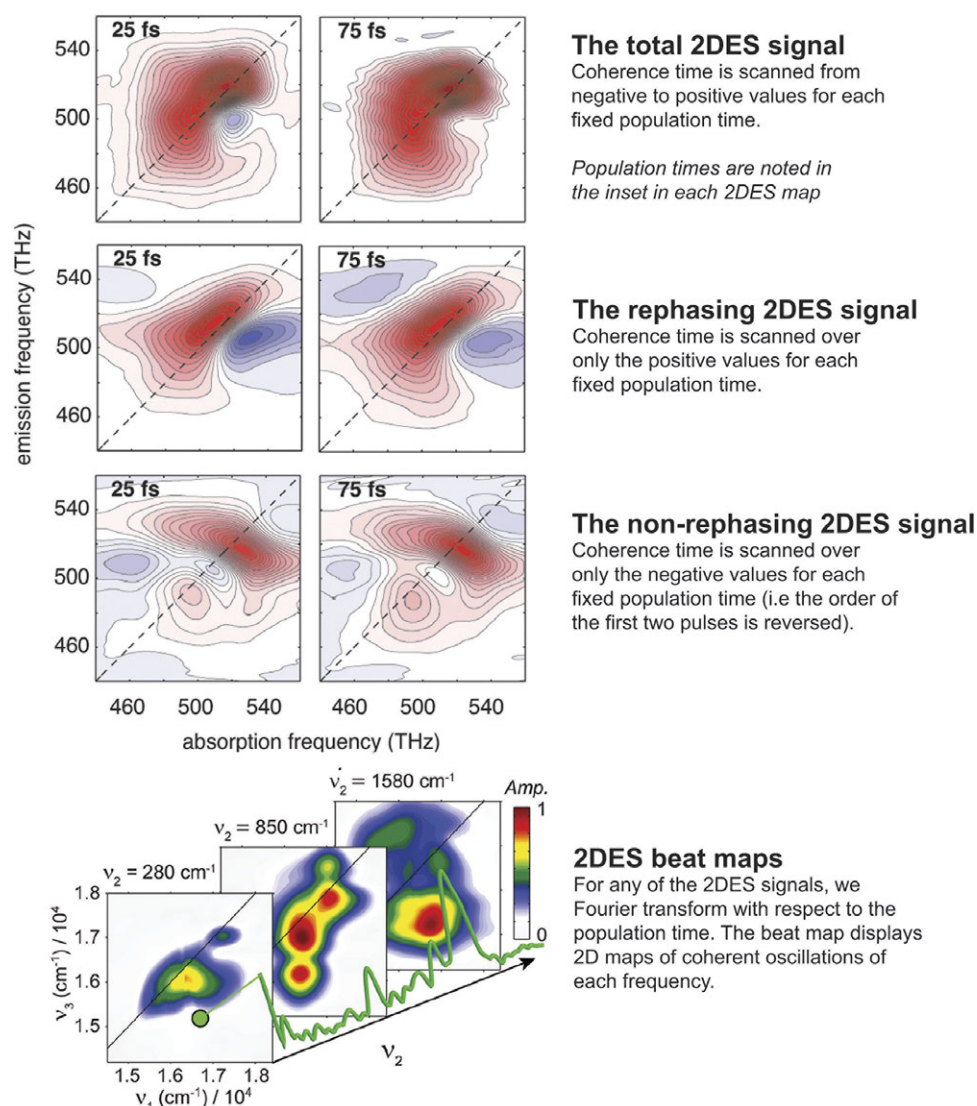 25 fs
75 fs
540
500
460
The total 2DES signal
Coherence time is scanned from
negative to positive values for each
fixed population time.
Population times are noted in
the inset in each 2DES map
emission frequency (THz)
25 fs
75 fs
540
500
460
The rephasing 2DES signal
Coherence time is scanned over
only the positive values for each
fixed population time.
25 fs
75 fs
540
500
460
The non-rephasing 2DES signal
Coherence time is scanned over
only the negative values for each
fixed population time (i.e the order of
the first two pulses is reversed).
460 500 540 460 500 540
absorption frequency (THz)
ν₂ = 1580 cm⁻¹
Amp.
1
0
ν₂ = 850 cm⁻¹
ν₂ = 280 cm⁻¹
1.8
1.7
1.6
1.5
ν₃ (cm⁻¹) / 10⁴
1.5 1.6 1.7 1.8
(cm⁻¹) / 10⁴
ν₂
2DES beat maps
For any of the 2DES signals, we
Fourier transform with respect to the
population time. The beat map displays
2D maps of coherent oscillations of
each frequency.